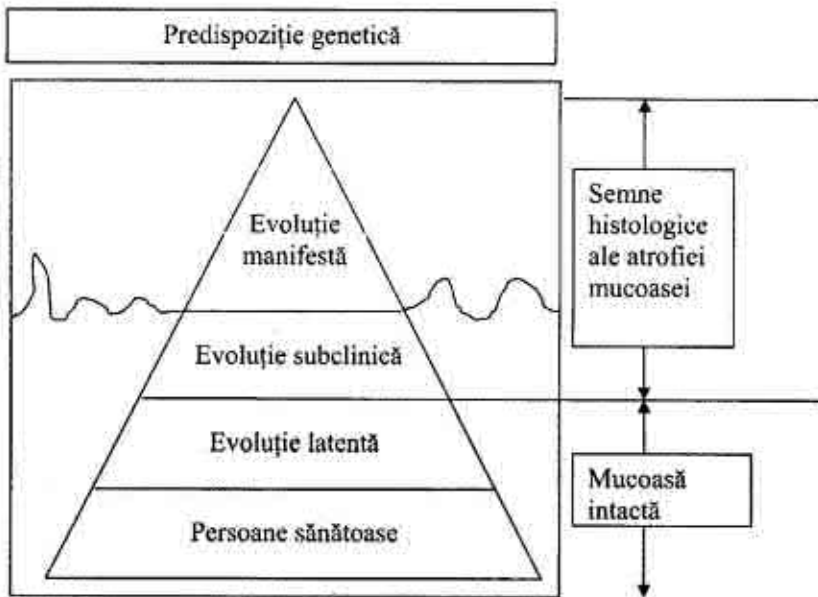 Predispoziție genetică
Evoluție
manifestă
Evoluție subclinică
Evoluție latentă
Persoane sănătoase
Semne
histologice
ale atrofiei
mucoasei
Mucoasă
intactă